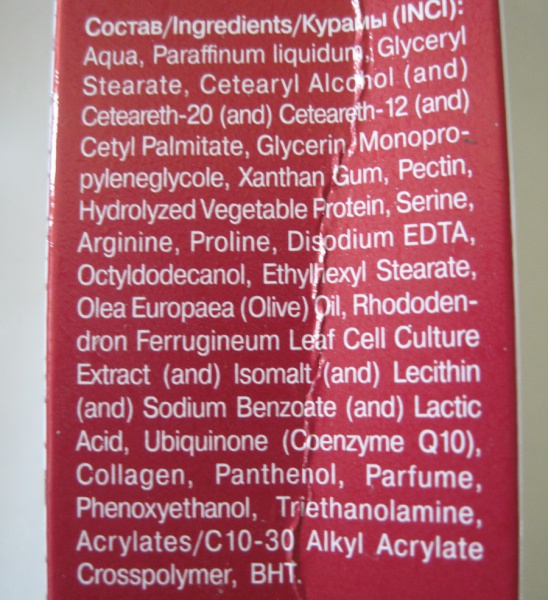 Состав/Ingredients/Курамы (INCI):
Aqua, Paraffinum liquidum, Glyceryl
Stearate, Cetearyl Alcohol (and)
Ceteareth-20 (and) Ceteareth-12 (and)
Cetyl Palmitate, Glycerin, Monopro-
pyleneglycole, Xanthan Gum, Pectin,
Hydrolyzed Vegetable Protein, Serine,
Arginine, Proline, Disodium EDTA,
Octyldodecanol, Ethylhexyl Stearate,
Olea Europaea (Olive) Oil, Rhododen-
dron Ferrugineum Leaf Cell Culture
Extract (and) Isomalt (and) Lecithin
(and) Sodium Benzoate (and) Lactic
Acid, Ubiquinone (Coenzyme Q10),
Collagen, Panthenol, Parfume,
Phenoxyethanol, Triethanolamine,
Acrylates/C10-30 Alkyl Acrylate
Crosspolymer, BHT.